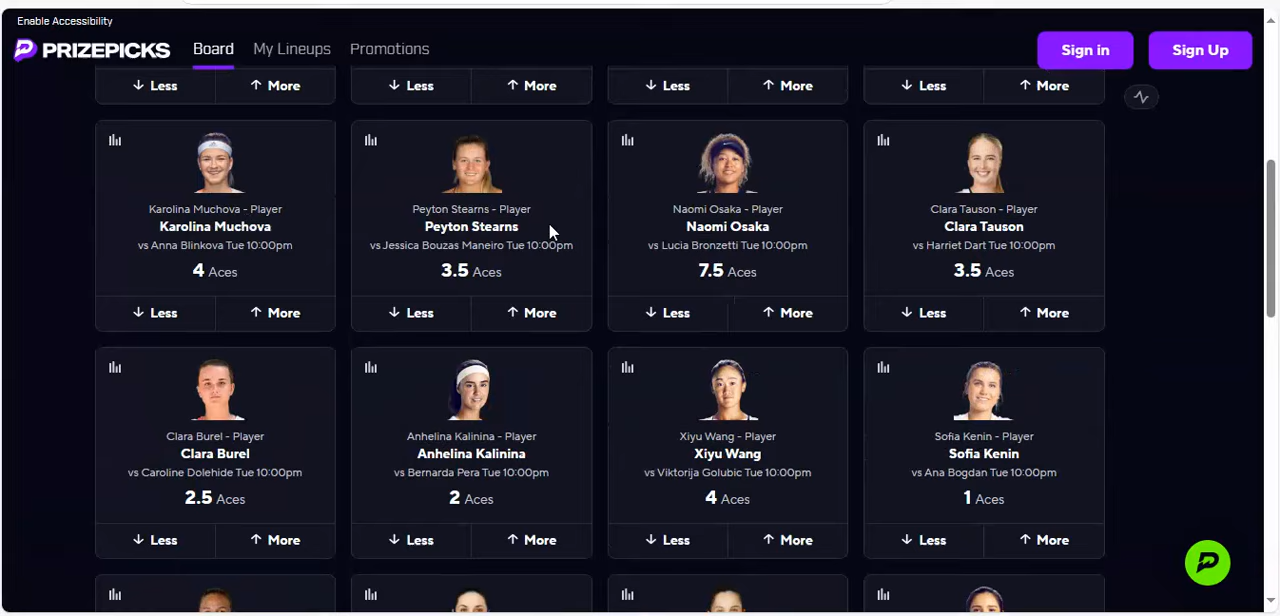 Enable Accessibility
PRIZEPICKS Board My Lineups Promotions Sign in Sign Up
Less More Less More Less More Less More
Karolina Muchova - Player
Karolina Muchova
vs Anna Blinkova Tue 10:00pm
4 Aces
Less More
Peyton Stearns - Player
Peyton Stearns
vs Jessica Bouzas Maneiro Tue 10:00pm
3.5 Aces
Less More
Naomi Osaka - Player
Naomi Osaka
vs Lucia Bronzetti Tue 10:00pm
7.5 Aces
Less More
Clara Tauson - Player
Clara Tauson
vs Harriet Dart Tue 10:00pm
3.5 Aces
Less More
Clara Burel - Player
Clara Burel
vs Caroline Dolehide Tue 10:00pm
2.5 Aces
Less More
Anhelina Kalinina - Player
Anhelina Kalinina
vs Bernarda Pera Tue 10:00pm
2 Aces
Less More
Xiyu Wang - Player
Xiyu Wang
vs Viktorija Golubic Tue 10:00pm
4 Aces
Less More
Sofia Kenin - Player
Sofia Kenin
vs Ana Bogdan Tue 10:00pm
1 Aces
Less More